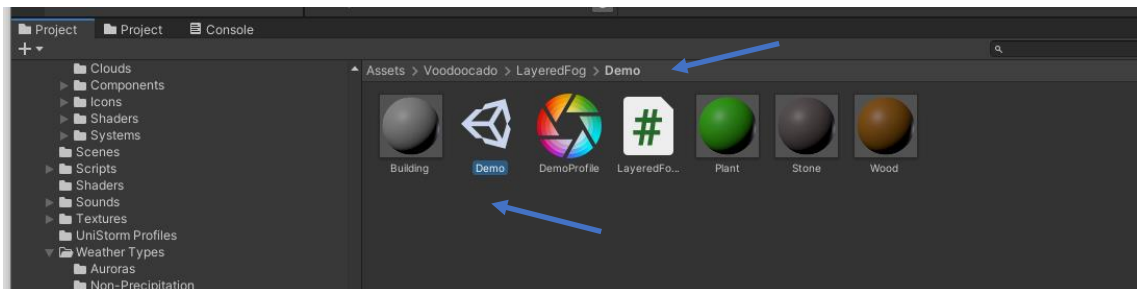 Project Project Console
Clouds
Components
Icons
Shaders
Systems
Scenes
Scripts
Shaders
Sounds
Textures
UniStorm Profiles
Weather Types
Auroras
Non-Precipitation
Assets > Voodoocado > LayeredFog > Demo
Building Demo DemoProfile LayeredFo... Plant Stone Wood